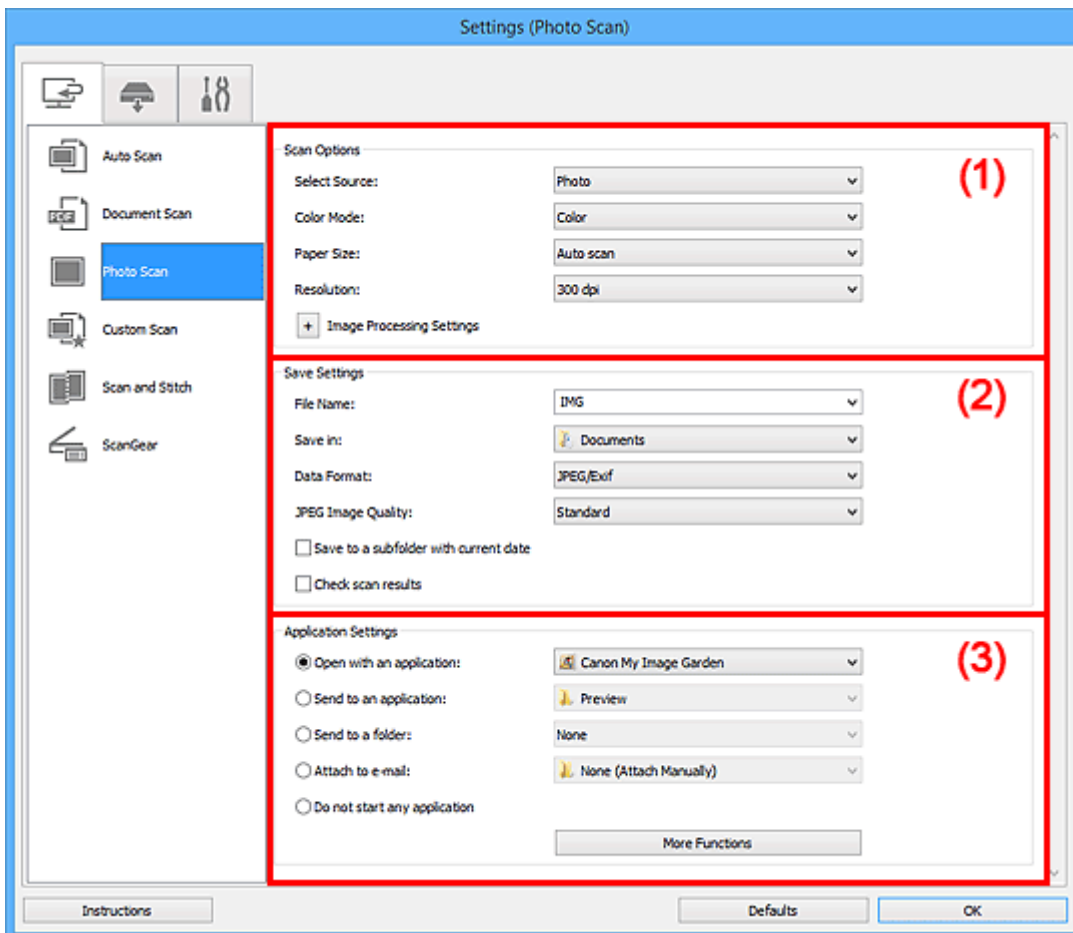 Settings (Photo Scan)
Auto Scan
PDF
Document Scan
Photo Scan
Custom Scan
Scan and Stitch
ScanGear
Scan Options
(1)
Select Source: Photo
Color Mode: Color
Paper Size: Auto scan
Resolution: 300 dpi
+ Image Processing Settings
Save Settings
(2)
File Name: IMG
Save in: Documents
Data Format: JPEG/Exif
JPEG Image Quality: Standard
Save to a subfolder with current date
Check scan results
Application Settings
(3)
Open with an application: Canon My Image Garden
Send to an application: Preview
Send to a folder: None
Attach to e-mail: None (Attach Manually)
Do not start any application
More Functions
Instructions Defaults OK